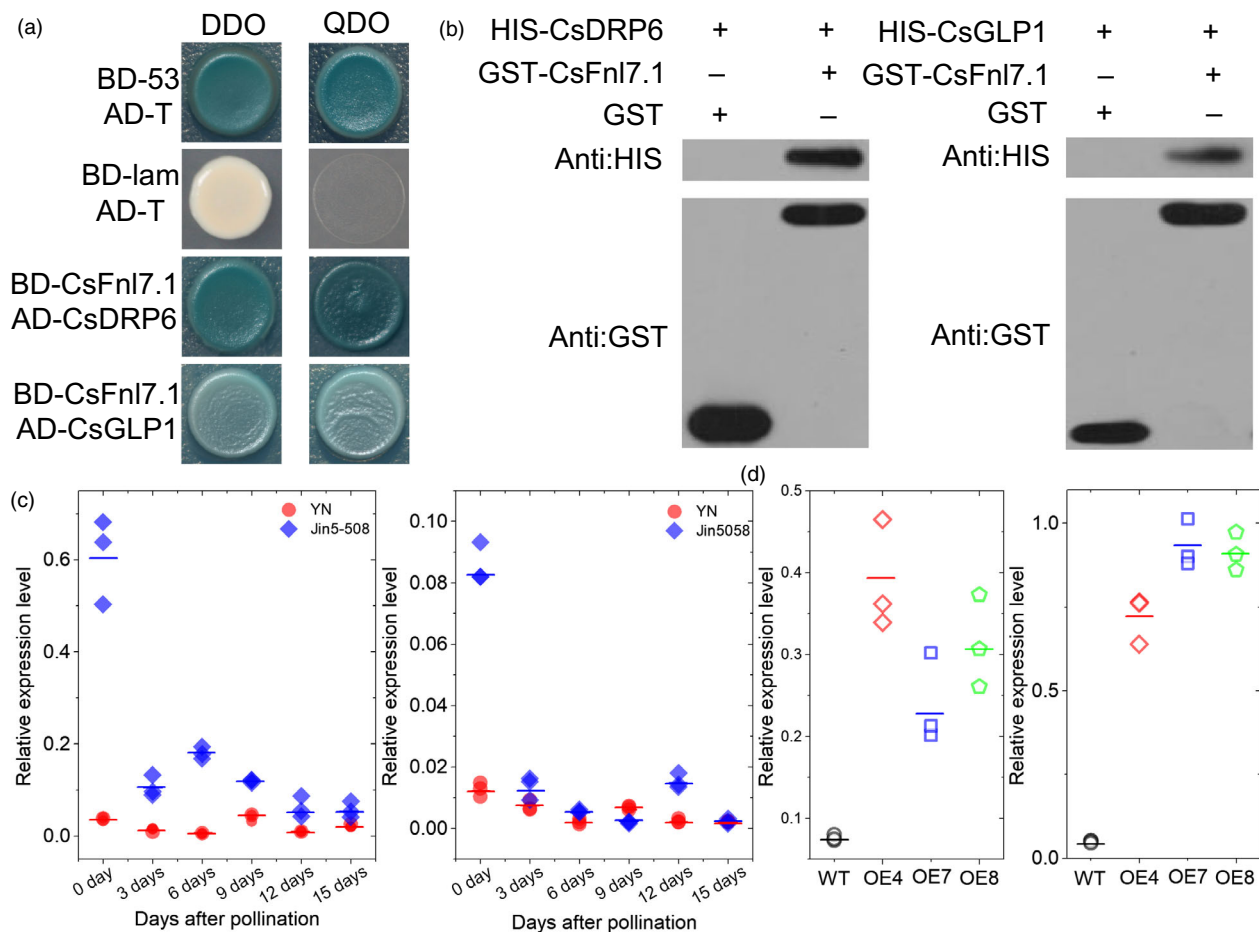 (a)
DDO QDO
BD-53
AD-T
BD-lam
AD-T
BD-CsFnl7.1
AD-CsDRP6
BD-CsFnl7.1
AD-CsGLP1
(b)
HIS-CsDRP6 + +
GST-CsFnl7.1 – +
GST + –
Anti:HIS
Anti:GST
HIS-CsGLP1 + +
GST-CsFnl7.1 – +
GST + –
Anti:HIS
Anti:GST
(c)
Relative expression level
0.6
0.4
0.2
0.0
YN
Jin5-508
0 day 3 days 6 days 9 days 12 days 15 days
Days after pollination
Relative expression level
0.10
0.08
0.06
0.04
0.02
0.00
YN
Jin5058
0 day 3 days 6 days 9 days 12 days 15 days
Days after pollination
(d)
Relative expression level
0.5
0.4
0.3
0.2
0.1
WT OE4 OE7 OE8
Relative expression level
1.0
0.5
0.0
WT OE4 OE7 OE8